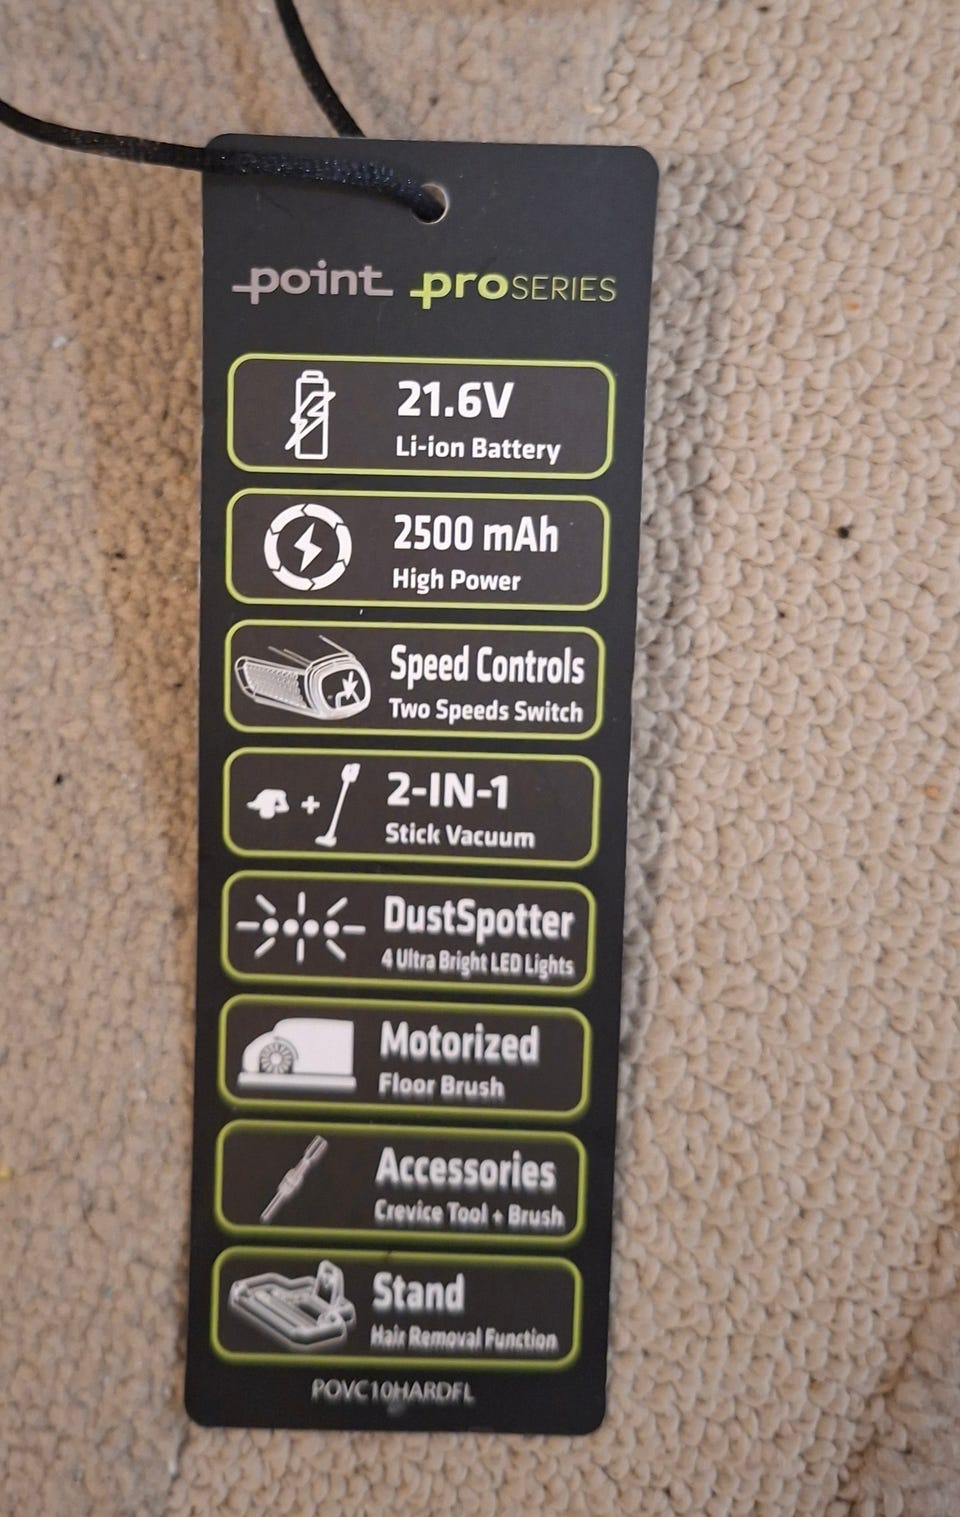 point proSERIES
21.6V
Li-ion Battery
2500 mAh
High Power
Speed Controls
Two Speeds Switch
2-IN-1
Stick Vacuum
DustSpotter
4 Ultra Bright LED Lights
Motorized
Floor Brush
Accessories
Crevice Tool + Brush
Stand
Hair Removal Function
POVC10HARDFL